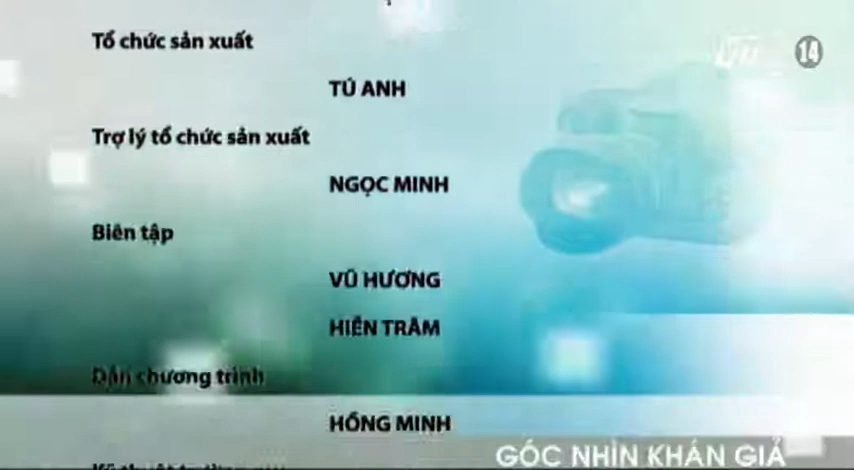 Tổ chức sản xuất
14
TÚ ANH
Trợ lý tổ chức sản xuất
NGỌC MINH
Biên tập
VŨ HƯƠNG
HIỀN TRÂM
Dẫn chương trình
HỒNG MINH
GÓC NHÌN KHÁN GIẢ